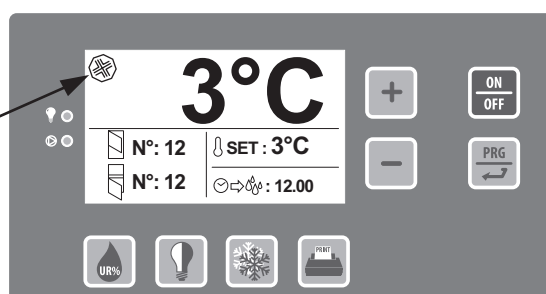 3°C
ON
OFF
N°: 12
SET : 3°C
PRG
N°: 12
: 12.00
UR%
PRINT